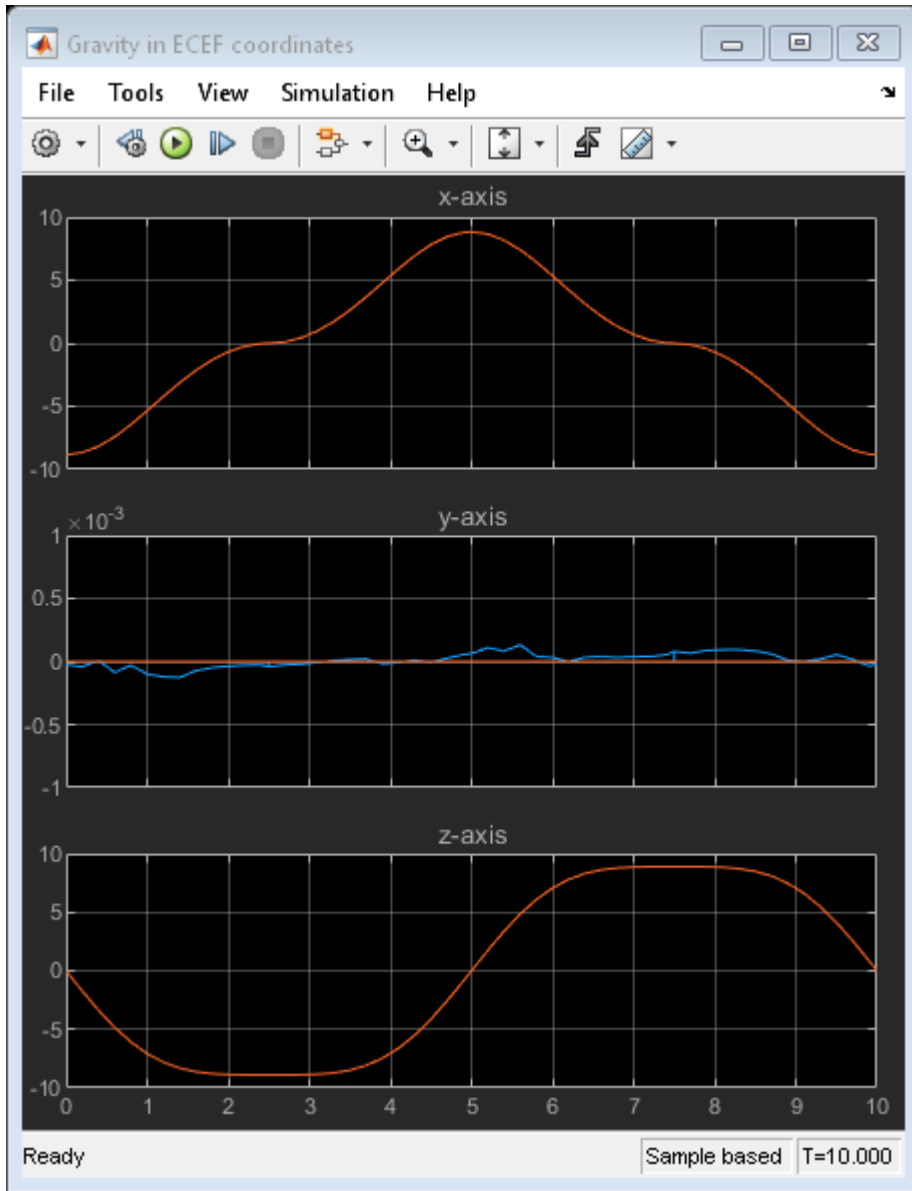 Gravity in ECEF coordinates
File Tools View Simulation Help
x-axis
10
5
0
-5
-10
×10-3
y-axis
1
0.5
0
-0.5
-1
z-axis
10
5
0
-5
-10
0 1 2 3 4 5 6 7 8 9 10
Ready Sample based T=10.000